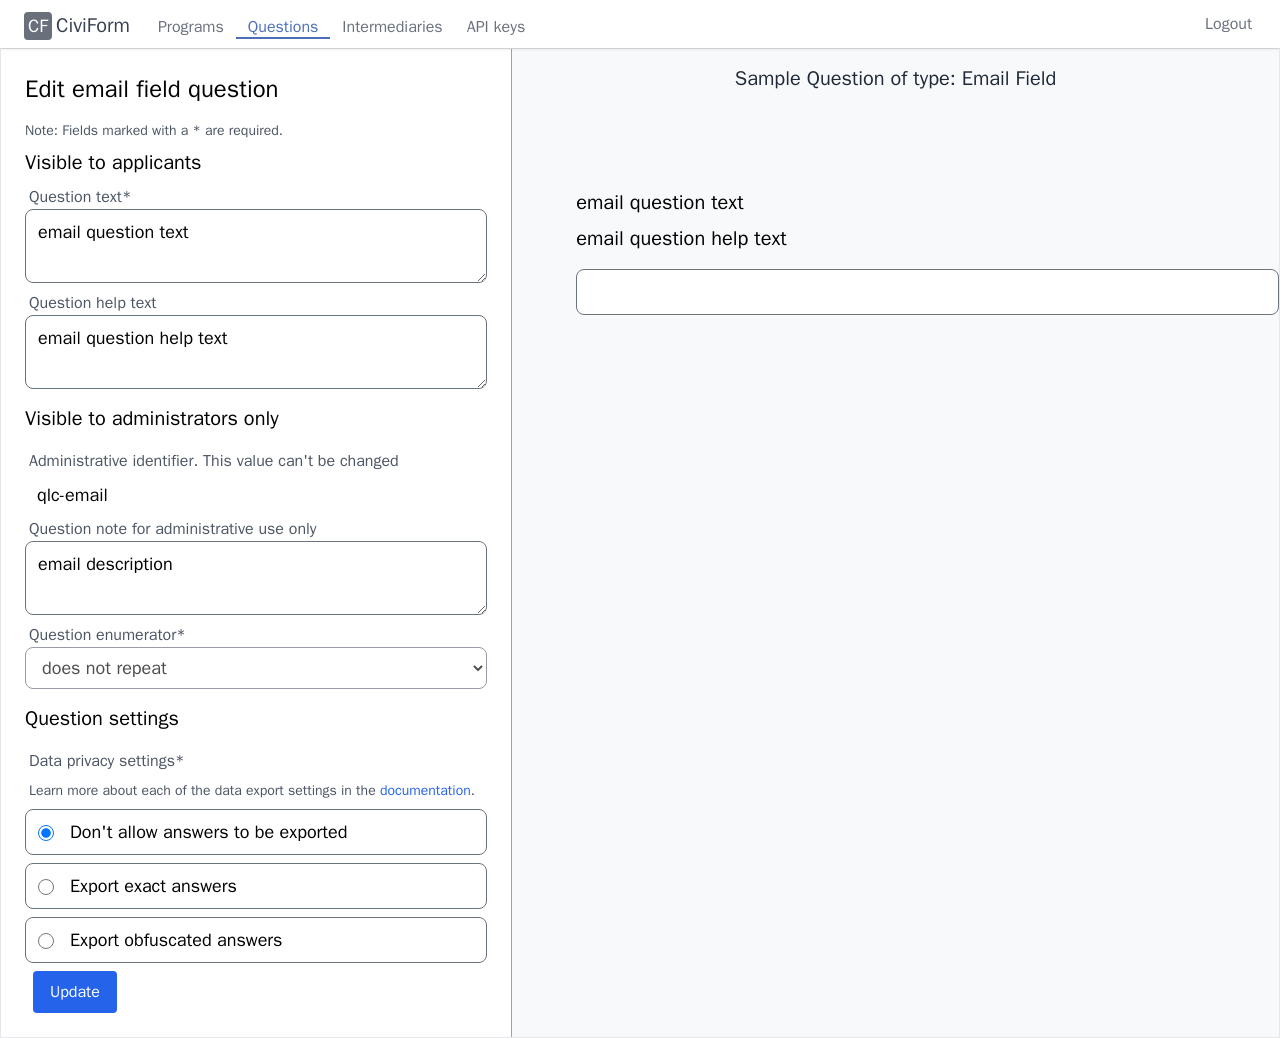 CF CiviForm Programs Questions Intermediaries API keys Logout
Edit email field question
Note: Fields marked with a * are required.
Visible to applicants
Question text*
email question text
Question help text
email question help text
Visible to administrators only
Administrative identifier. This value can't be changed
qlc-email
Question note for administrative use only
email description
Question enumerator*
does not repeat
Question settings
Data privacy settings*
Learn more about each of the data export settings in the documentation.
Don't allow answers to be exported
Export exact answers
Export obfuscated answers
Update
Sample Question of type: Email Field
email question text
email question help text